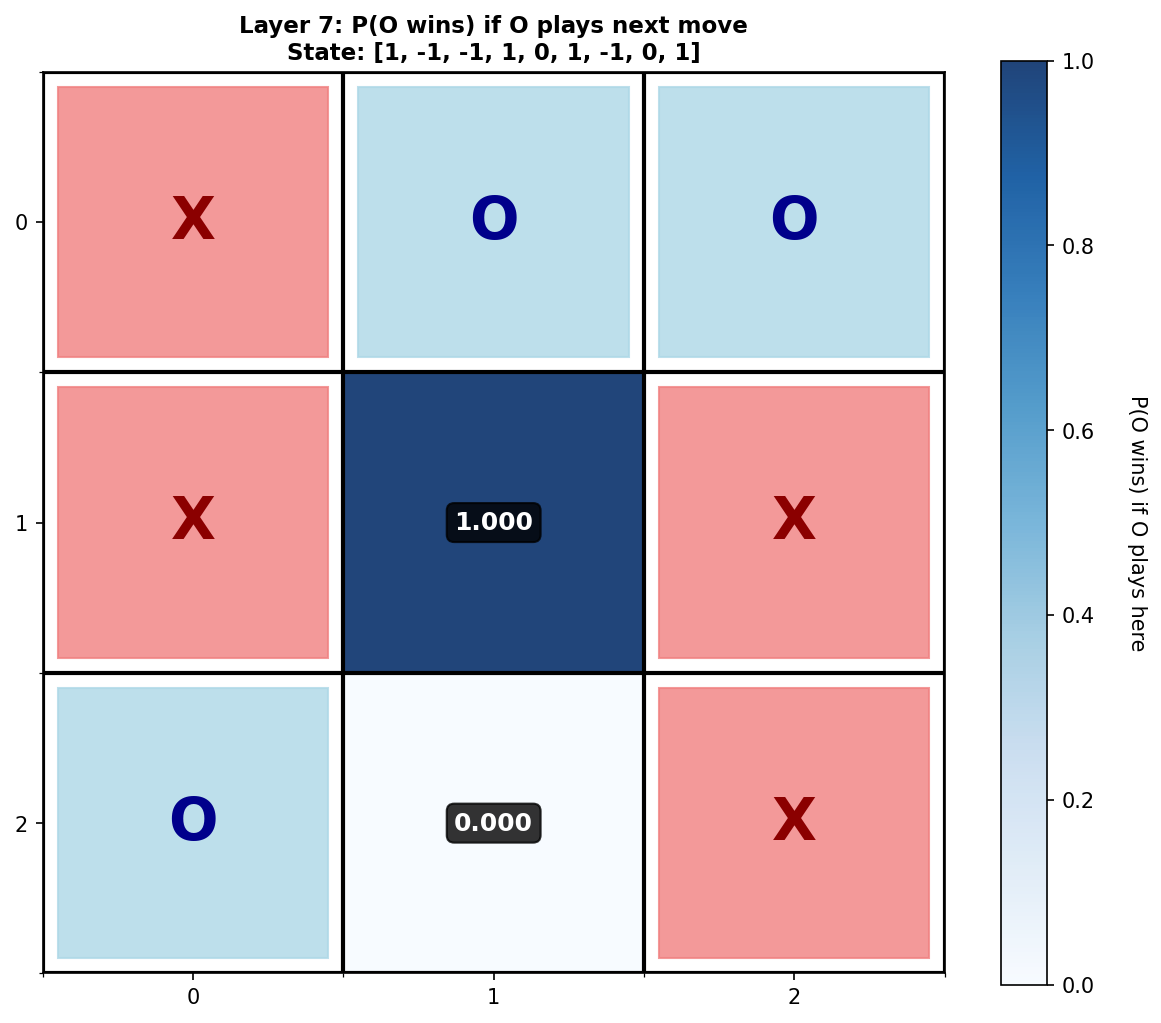 Layer 7: P(O wins) if O plays next move
State: [1, -1, -1, 1, 0, 1, -1, 0, 1]
0
X
O
O
1
X
1.000
X
2
O
0.000
X
0
1
2
1.0
0.8
0.6
0.4
0.2
0.0
P(O wins) if O plays here